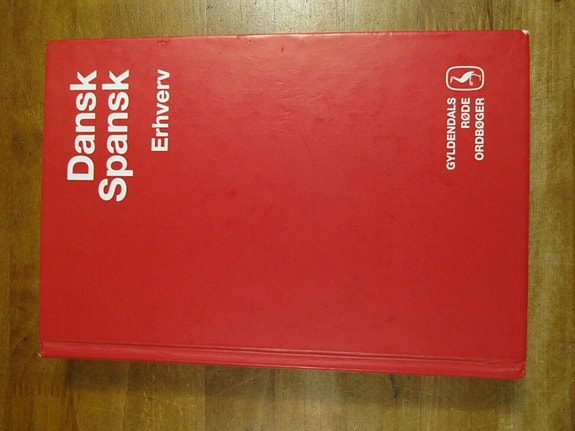 Dansk
Spansk
Erhverv
GYLDENDALS
RØDE
ORDBØGER